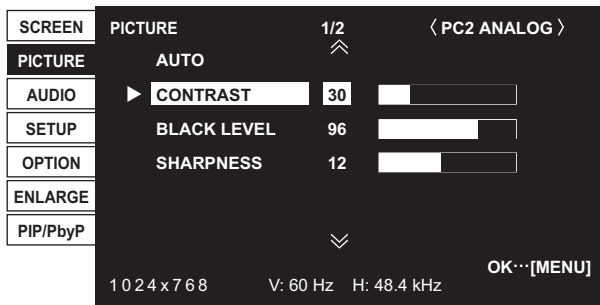 SCREEN
PICTURE
AUDIO
SETUP
OPTION
ENLARGE
PIP/PbyP
PICTURE 1/2 〈 PC2 ANALOG 〉
AUTO
CONTRAST 30
BLACK LEVEL 96
SHARPNESS 12
OK···[MENU]
1024x768 V: 60 Hz H: 48.4 kHz